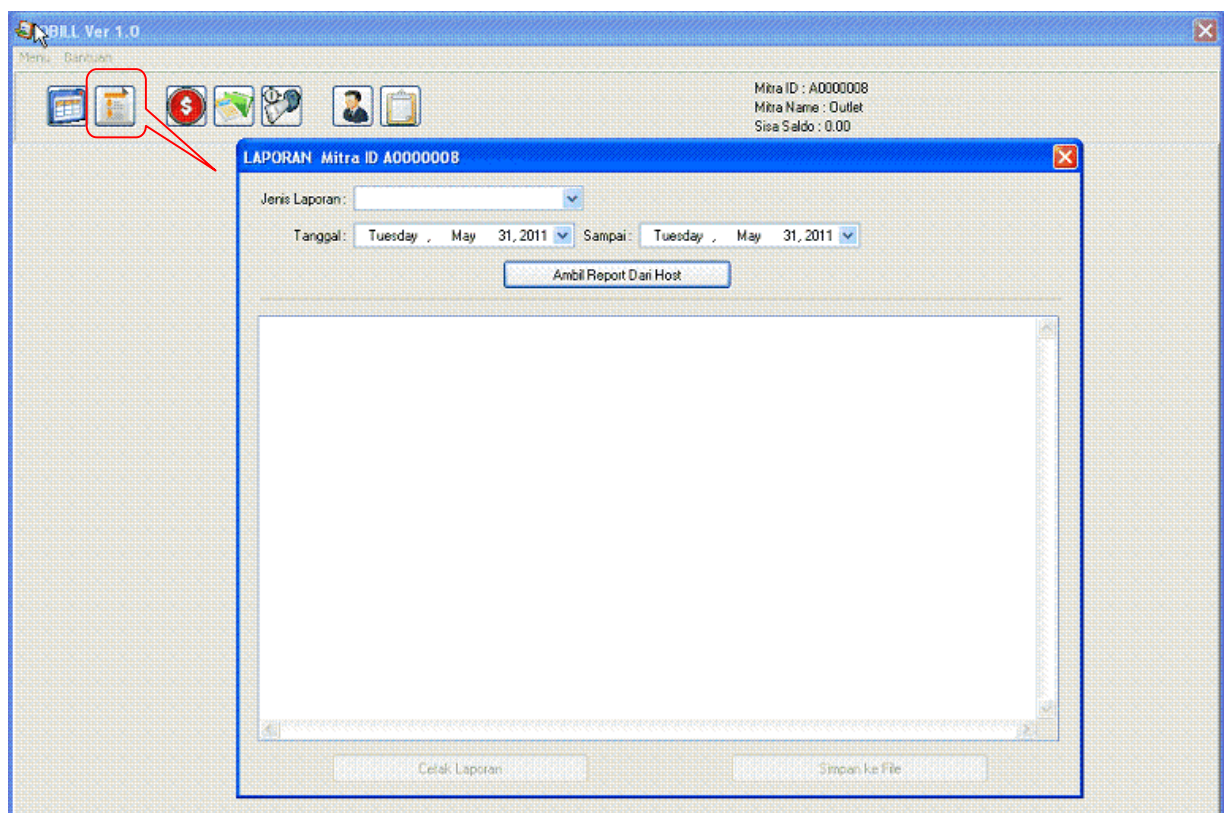 BILL Ver 1.0
Menu Bantuan
Mitra ID : A0000008
Mitra Name : Outlet
Sisa Saldo : 0.00
LAPORAN Mitra ID A0000008
Jenis Laporan :
Tanggal : Tuesday , May 31, 2011 Sampai : Tuesday , May 31, 2011
Ambil Report Dari Host
Cetak Laporan Simpan ke File